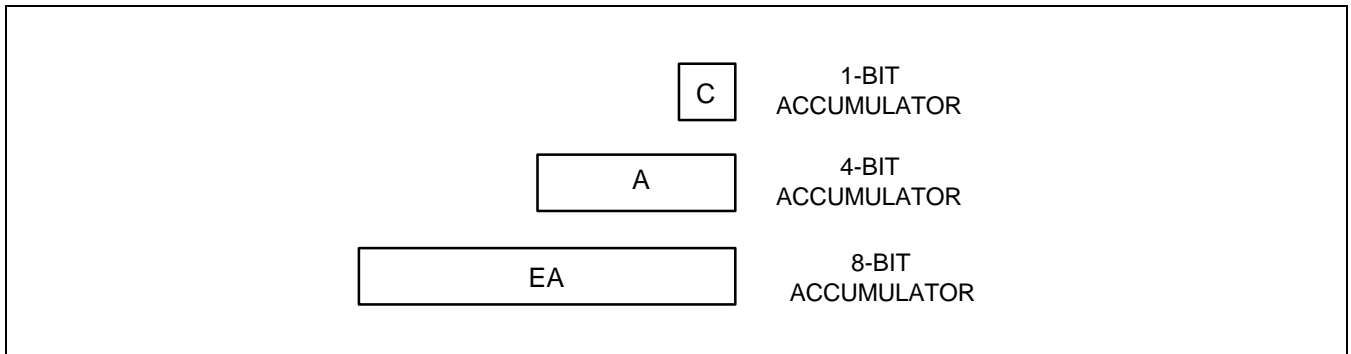 C
1-BIT
ACCUMULATOR
A
4-BIT
ACCUMULATOR
EA
8-BIT
ACCUMULATOR